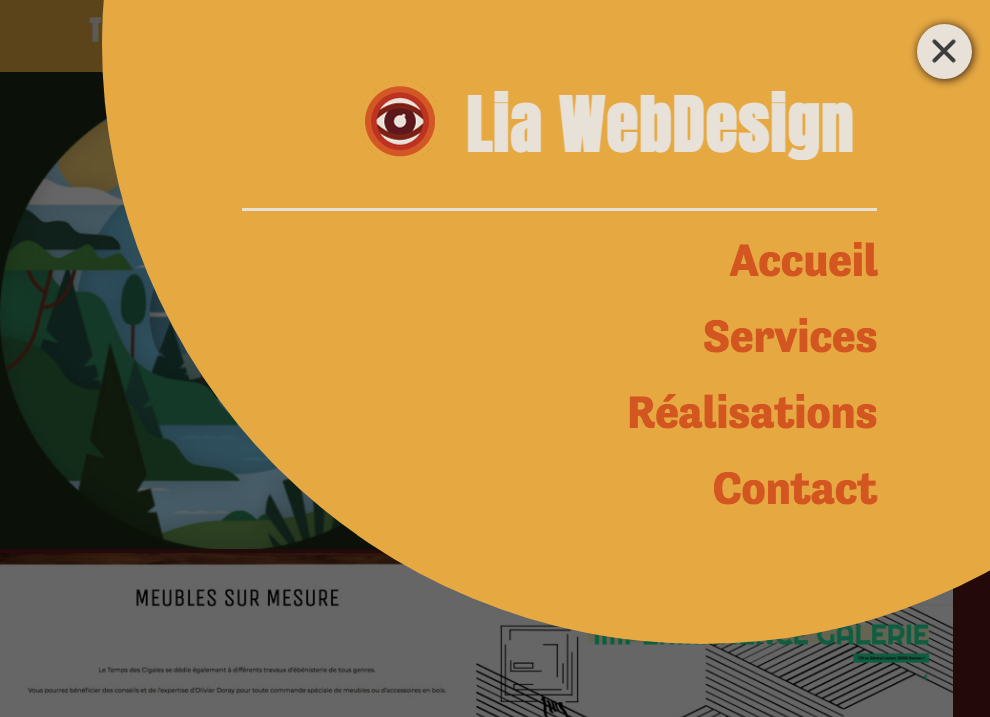 T
Lia WebDesign
Accueil
Services
Réalisations
Contact
MEUBLES SUR MESURE
GALERIE
Le Temps des Cigales se dédie également à différents travaux d'ébénisterie de tous genres.
Vous pourrez bénéficier des conseils et de l'expertise d'Olivier Doray pour toute commande spéciale de meubles ou d'accessoires en bois.